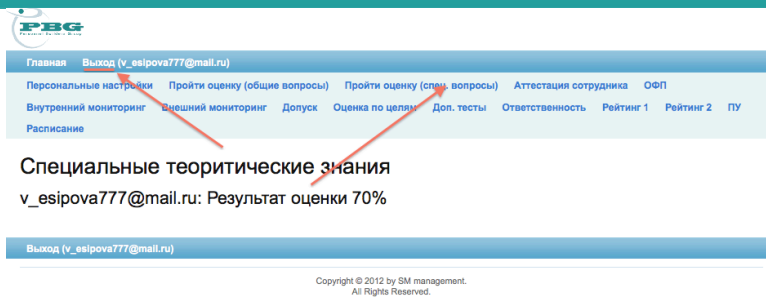 PBG
Главная Выход (v_esipova777@mail.ru)
Персональные настройки Пройти оценку (общие вопросы) Пройти оценку (спец. вопросы) Аттестация сотрудника ОФП
Внутренний мониторинг Внешний мониторинг Допуск Оценка по целям Доп. тесты Ответственность Рейтинг 1 Рейтинг 2 ПУ
Расписание
Специальные теоритические знания
v_esipova777@mail.ru: Результат оценки 70%
Выход (v_esipova777@mail.ru)
Copyright © 2012 by SM management.
All Rights Reserved.